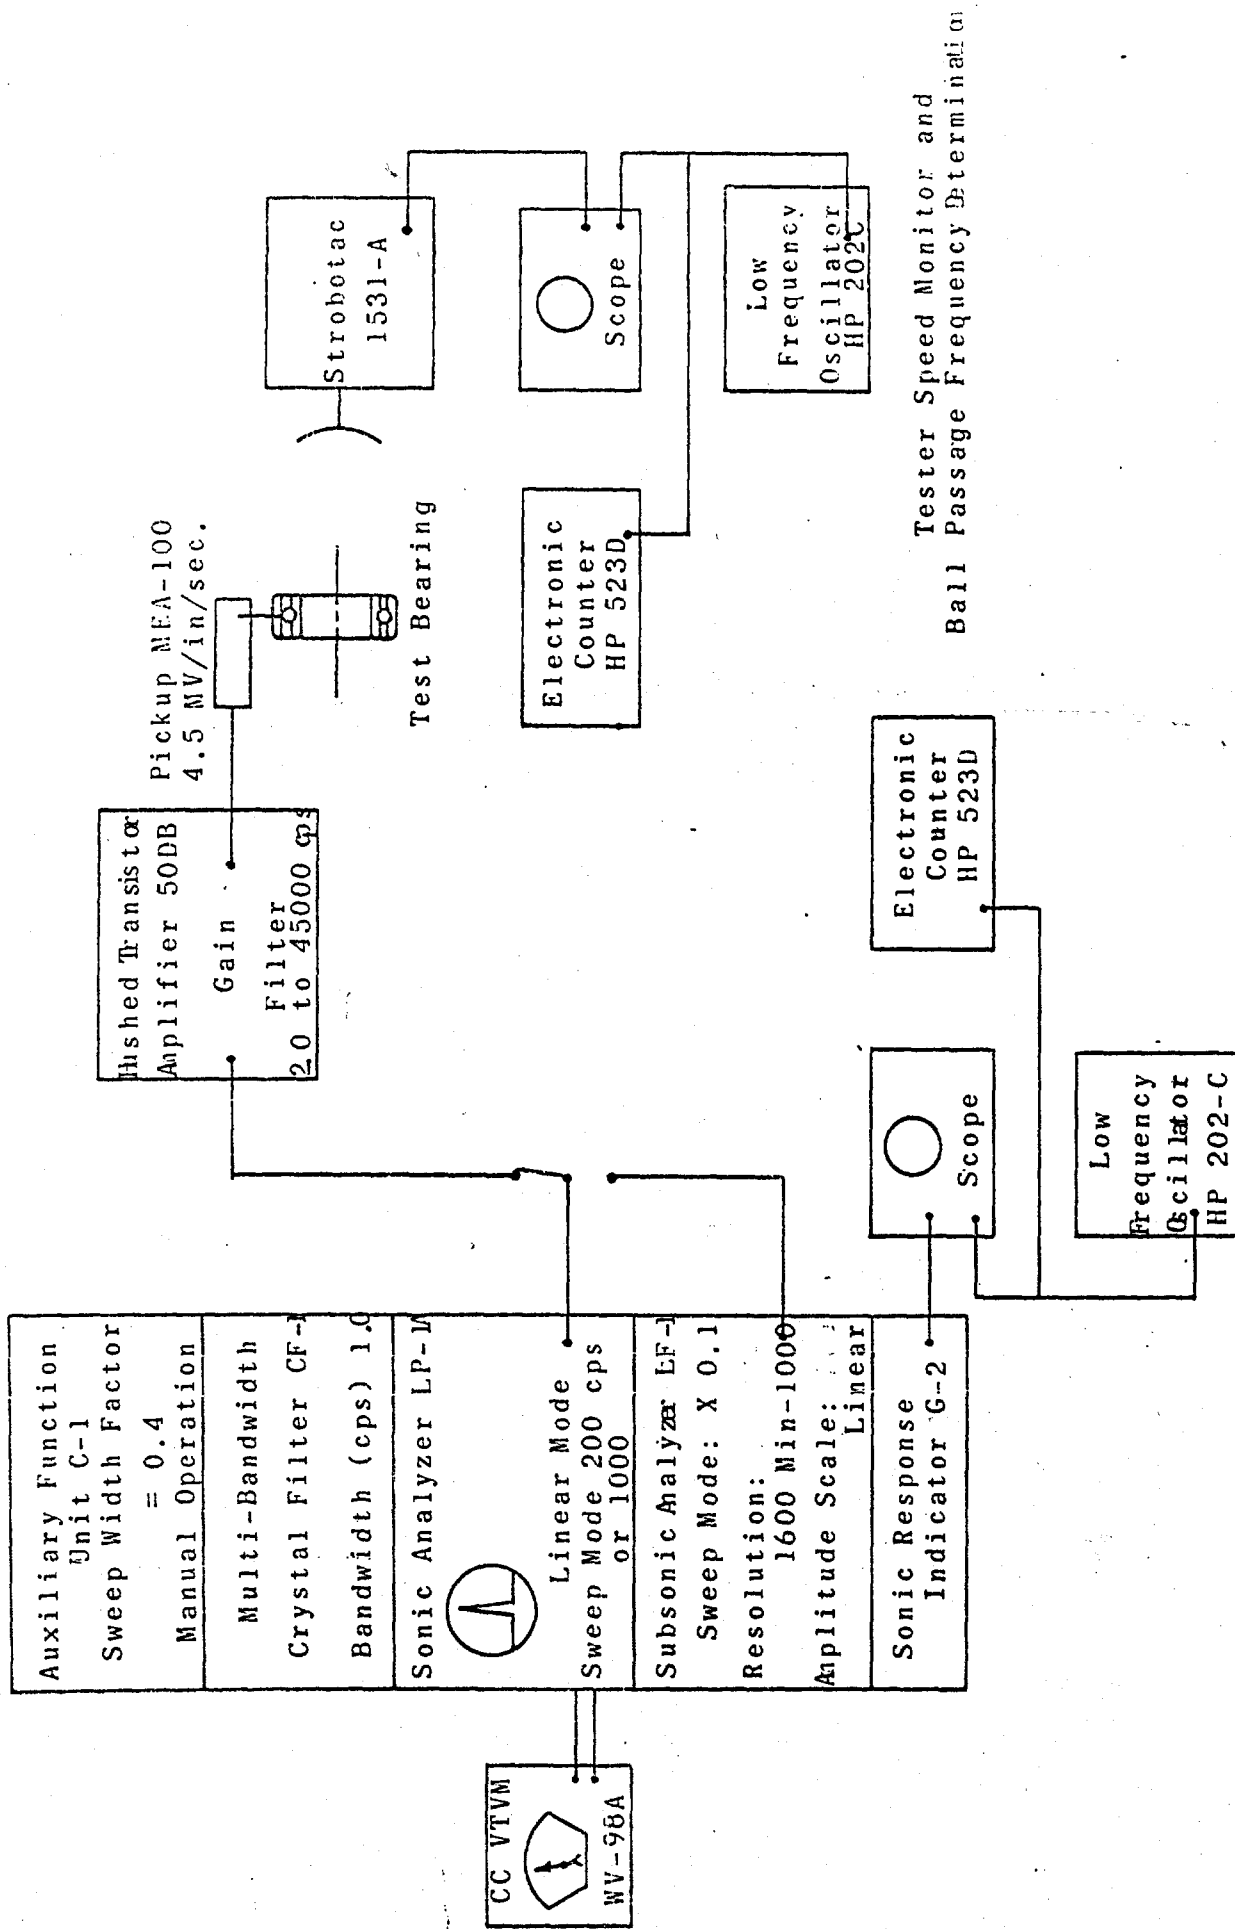 CC VTVM
WV-98A
Auxiliary Function
Unit C-1
Sweep Width Factor
= 0.4
Manual Operation
Multi-Bandwidth
Crystal Filter CF-1
Bandwidth (cps) 1.0
Sonic Analyzer LP-1A
Linear Mode
Sweep Mode 200 cps
or 1000
Subsonic Analyzer LF-1
Sweep Mode: X 0.1
Resolution:
1600 Min-1000
Amplitude Scale:
Linear
Sonic Response
Indicator G-2
Hushed Transistor
Amplifier 50DB
Gain
Filter
2.0 to 45000 cps
Pickup MEA-100
4.5 MV/in/sec.
Test Bearing
Strobotac
1531-A
Scope
Electronic
Counter
HP 523D
Low
Frequency
Oscillator
HP 202C
Tester Speed Monitor and
Ball Passage Frequency Determination
Scope
Electronic
Counter
HP 523D
Low
Frequency
Oscillator
HP 202-C